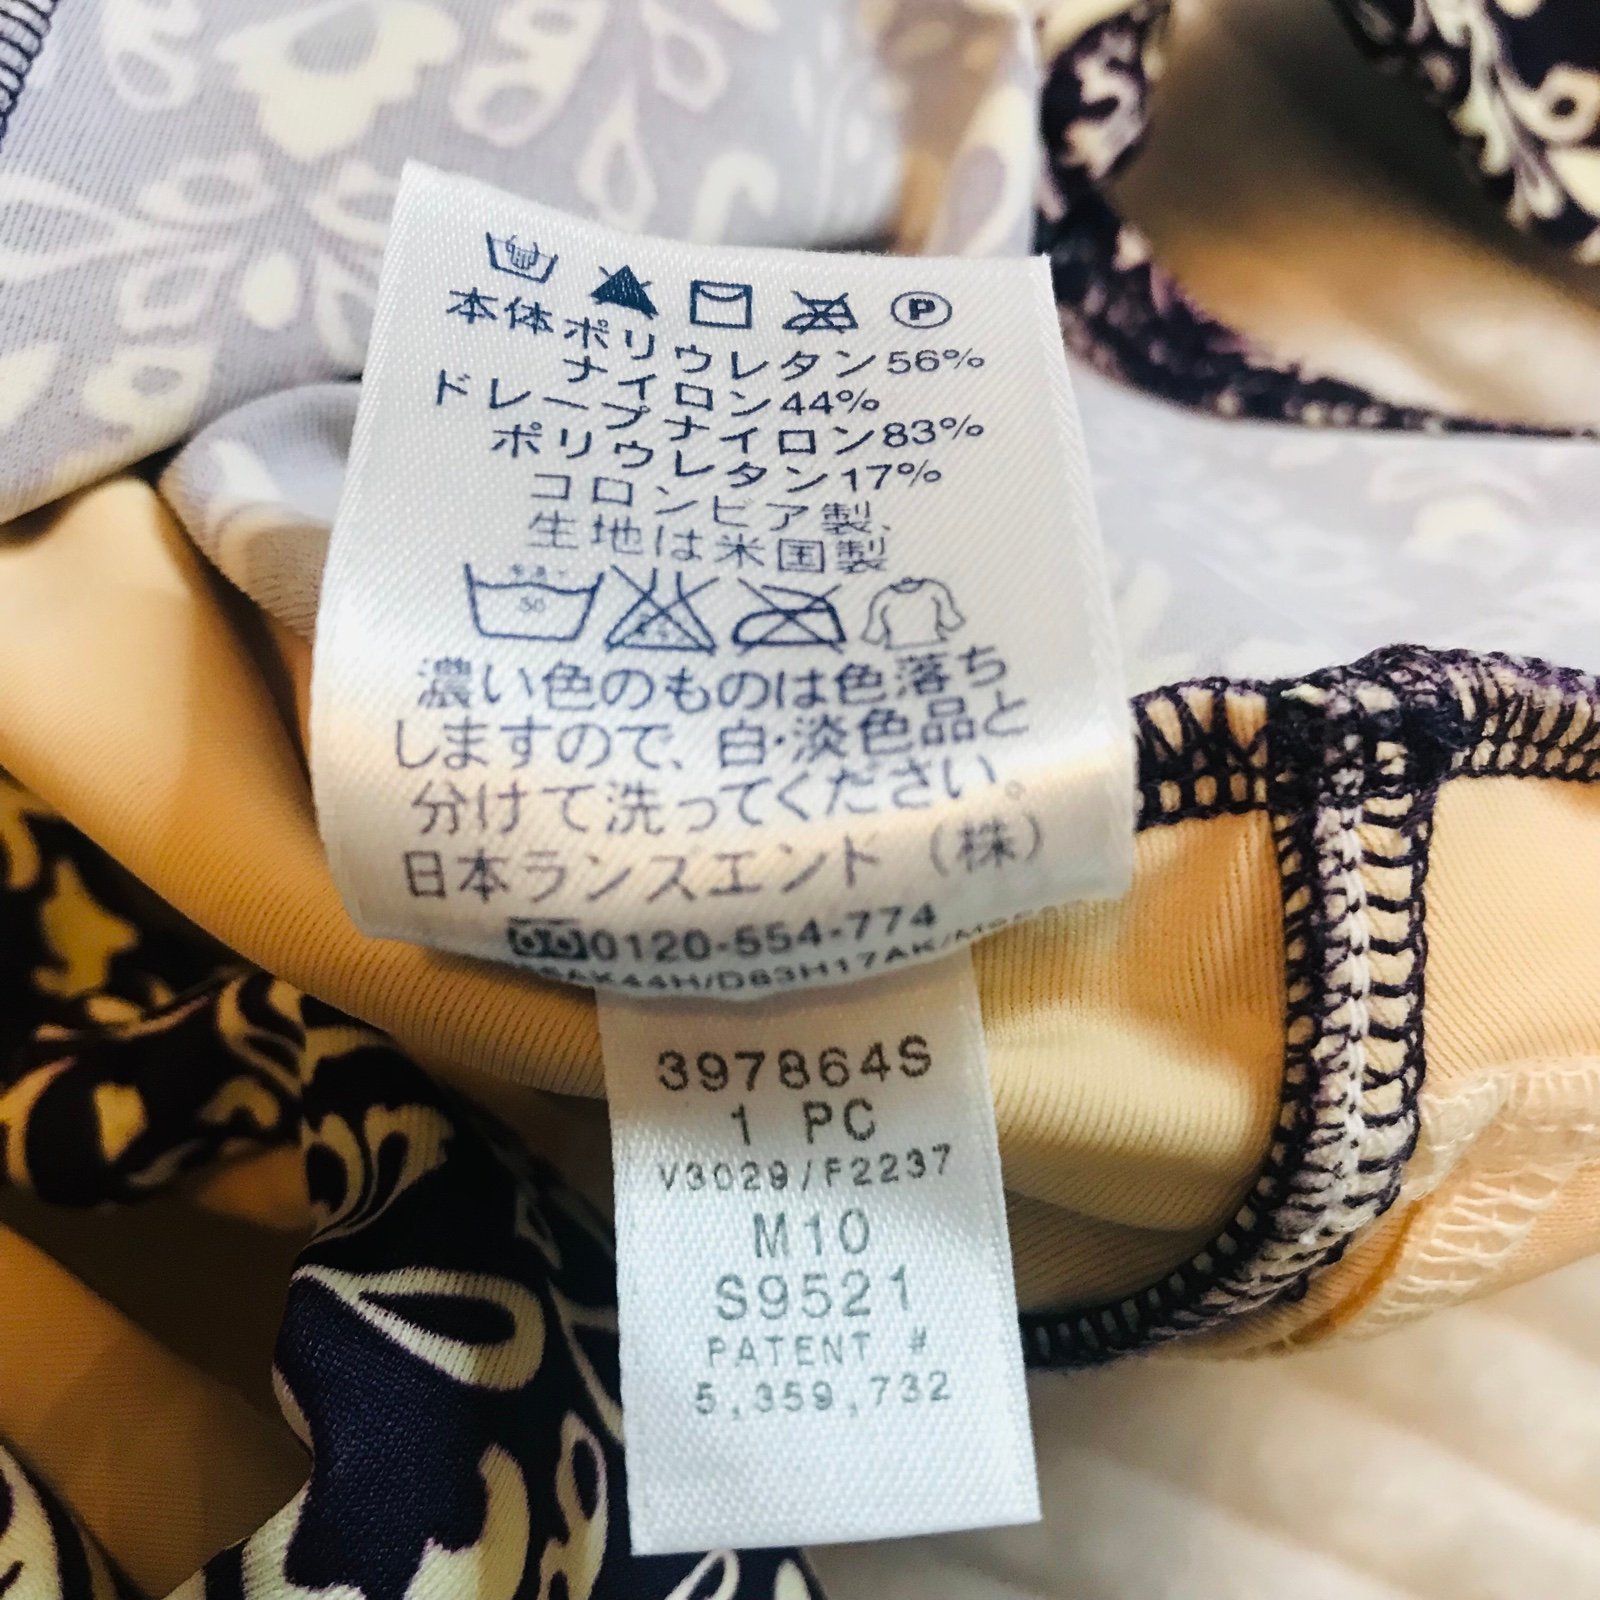 P
本体ポリウレタン56%
ナイロン44%
ドレープナイロン83%
ポリウレタン17%
コロンビア製、
生地は米国製
30
濃い色のものは色落ち
しますので、白・淡色品と
分けて洗ってください。
日本ランズエンド（株）
0120-554-774
AK44H/D83H17AK/M
397864S
1 PC
V3029/F2237
M10
S9521
PATENT #
5,359,732